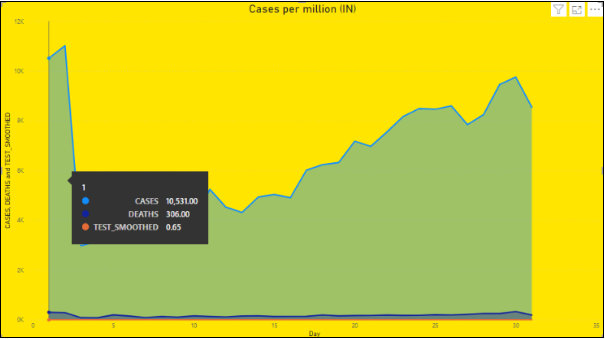 Cases per million (IN)
12K
10K
8K
6K
4K
2K
0K
CASES, DEATHS and TEST_SMOOTHED
1
CASES 10,531.00
DEATHS 306.00
TEST_SMOOTHED 0.65
0 5 10 15 20 25 30 35
Day